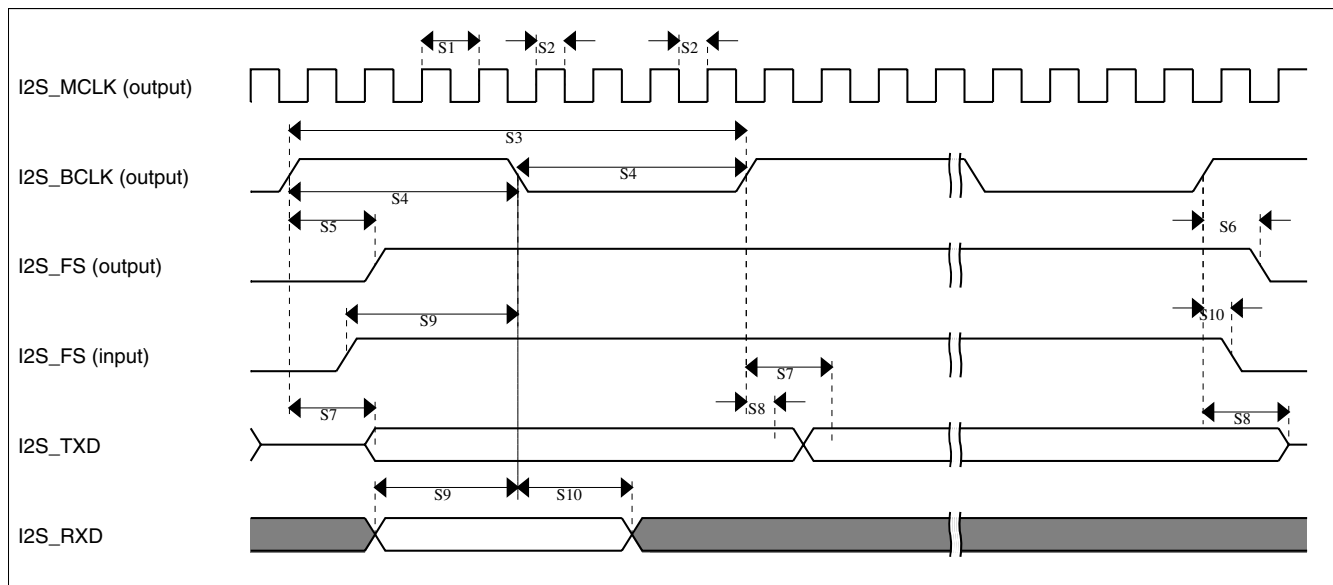 S1 S2 S2
I2S_MCLK (output)
S3
I2S_BCLK (output)
S4
S4
S5 S6
I2S_FS (output)
S9 S10
I2S_FS (input)
S7
S7 S8 S8
I2S_TXD
S9 S10
I2S_RXD